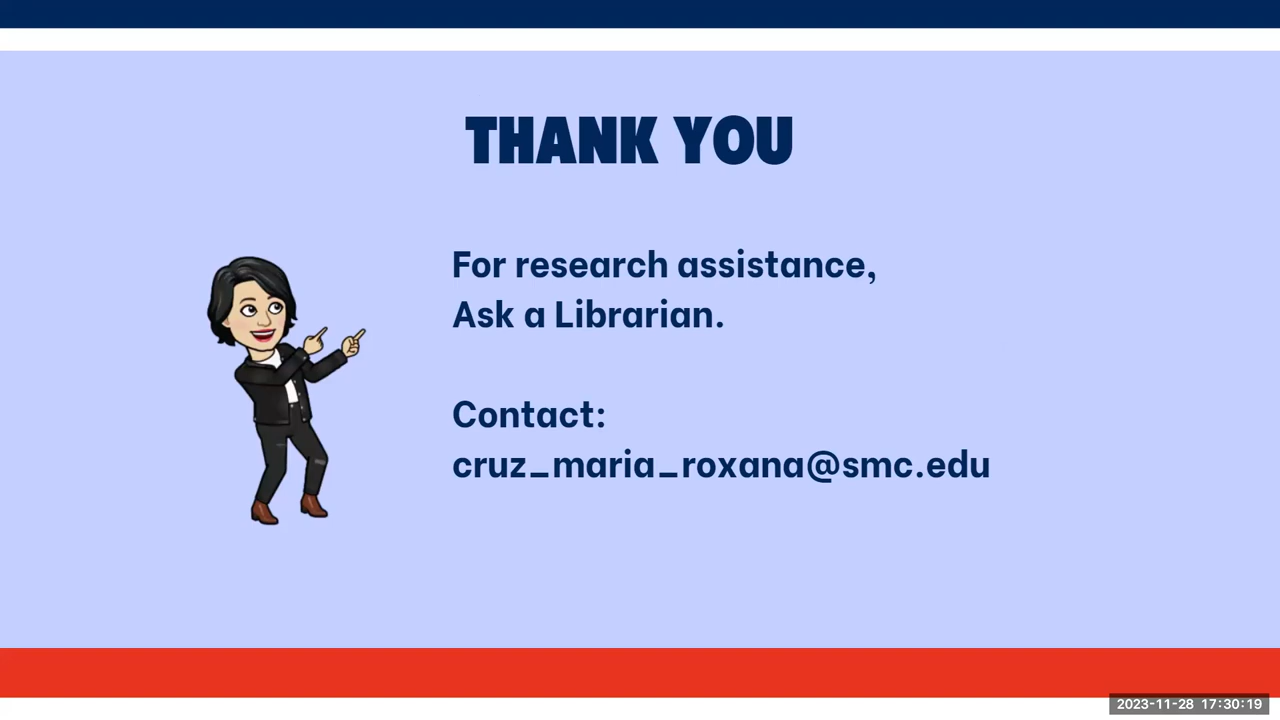 THANK YOU
For research assistance,
Ask a Librarian.
Contact:
cruz_maria_roxana@smc.edu
2023-11-28 17:30:19